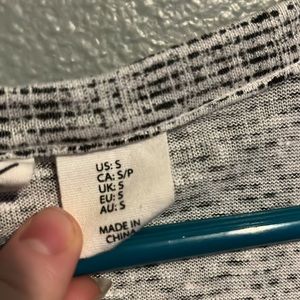 US: S
CA: S/P
UK: S
EU: S
AU: S
MADE IN
CHINA